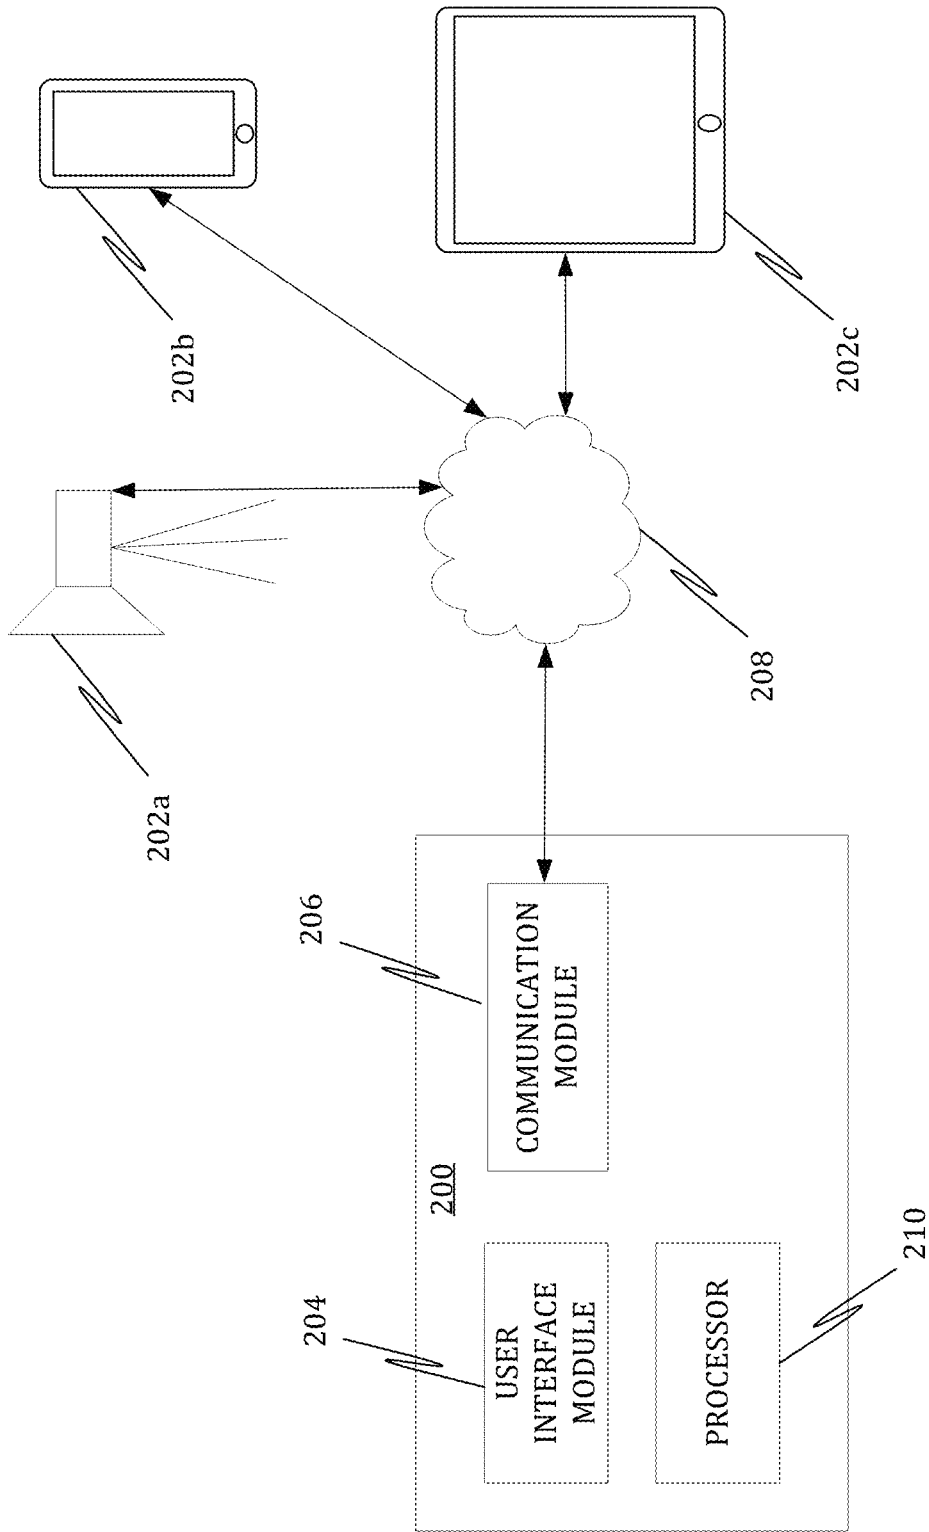 202a
202b
202c
208
206
COMMUNICATION
MODULE
200
204
USER
INTERFACE
MODULE
PROCESSOR
210